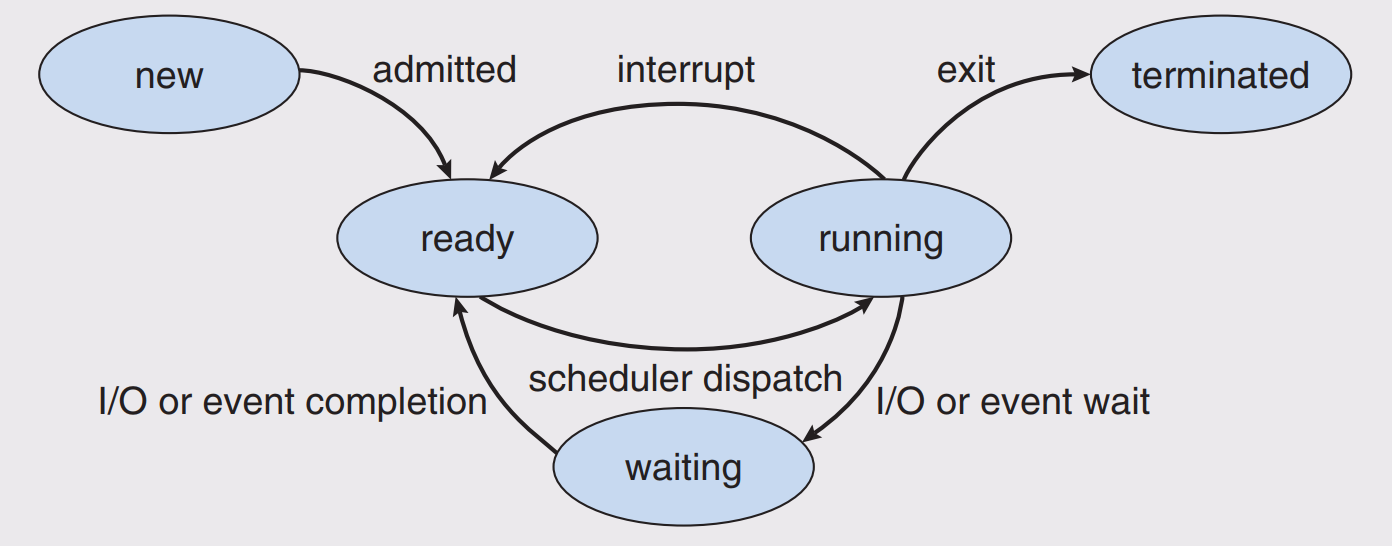 new
admitted
interrupt
exit
terminated
ready
running
scheduler dispatch
I/O or event completion
I/O or event wait
waiting